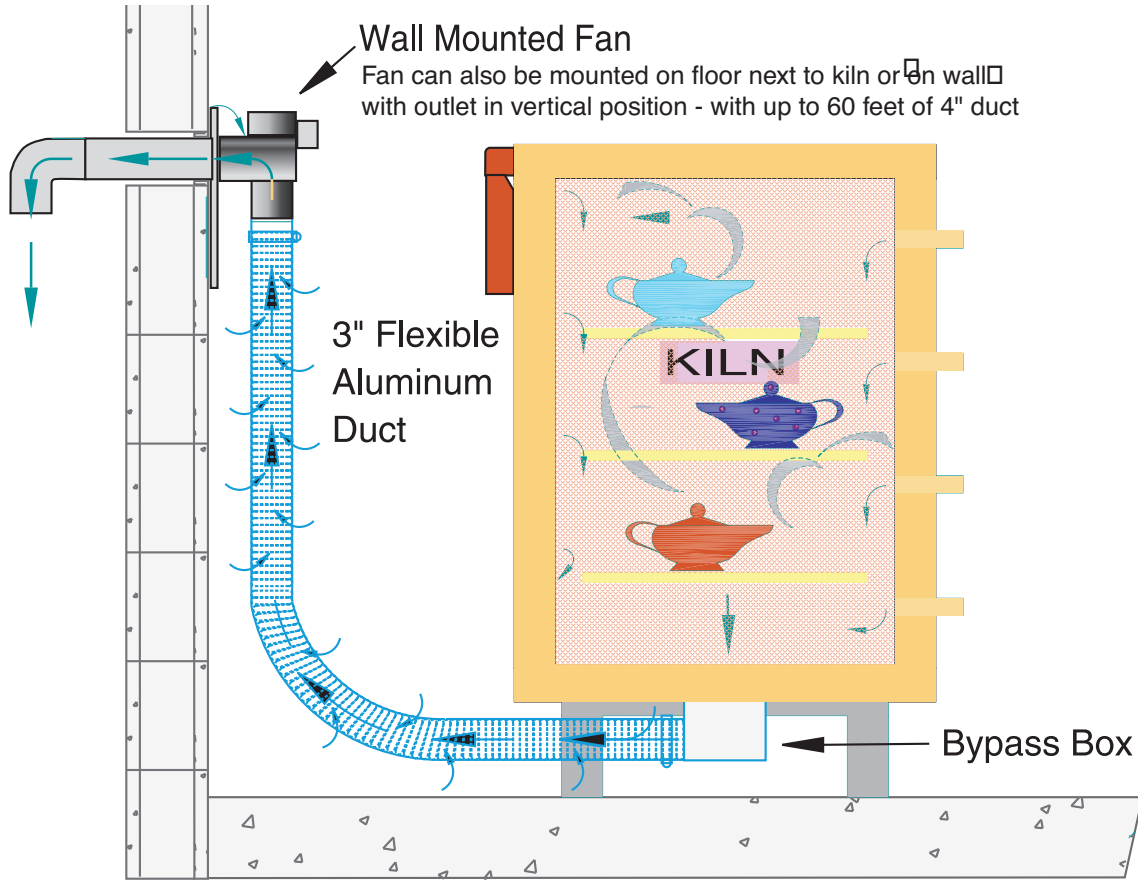 Wall Mounted Fan
Fan can also be mounted on floor next to kiln or on wall
with outlet in vertical position - with up to 60 feet of 4" duct
3" Flexible
Aluminum
Duct
KILN
Bypass Box